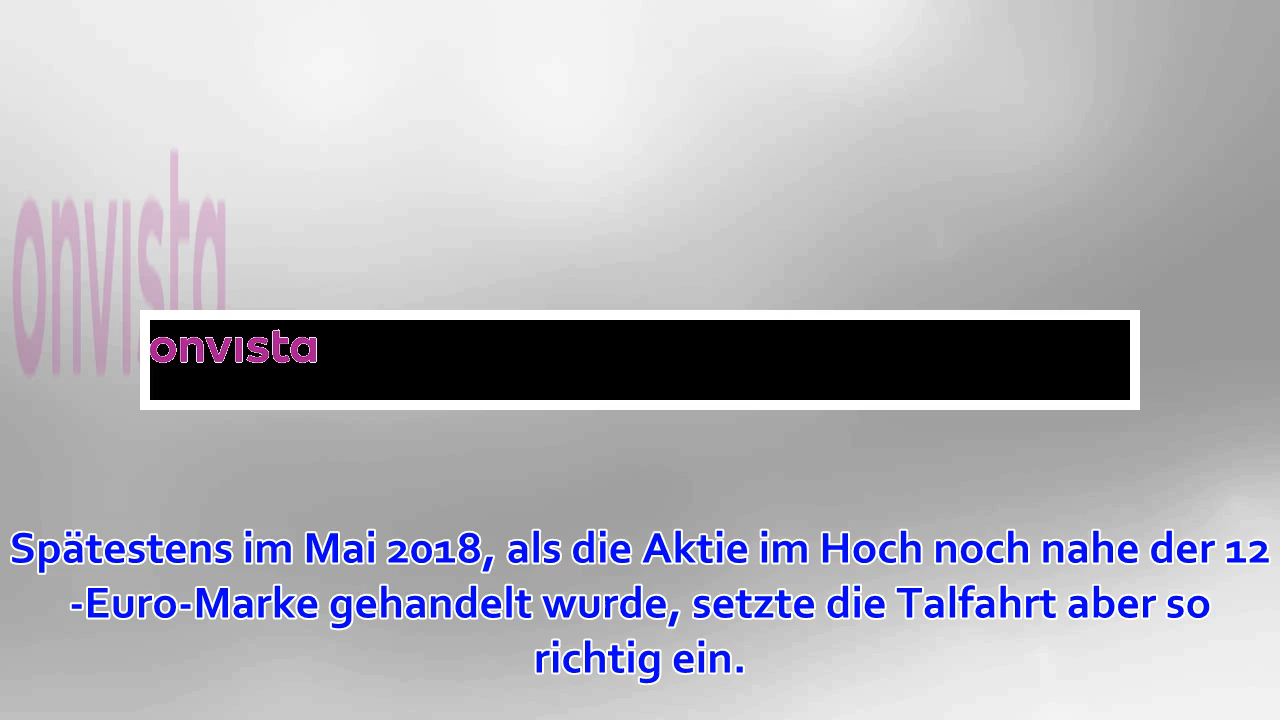 onvista
onvista
Spätestens im Mai 2018, als die Aktie im Hoch noch nahe der 12
-Euro-Marke gehandelt wurde, setzte die Talfahrt aber so
richtig ein.